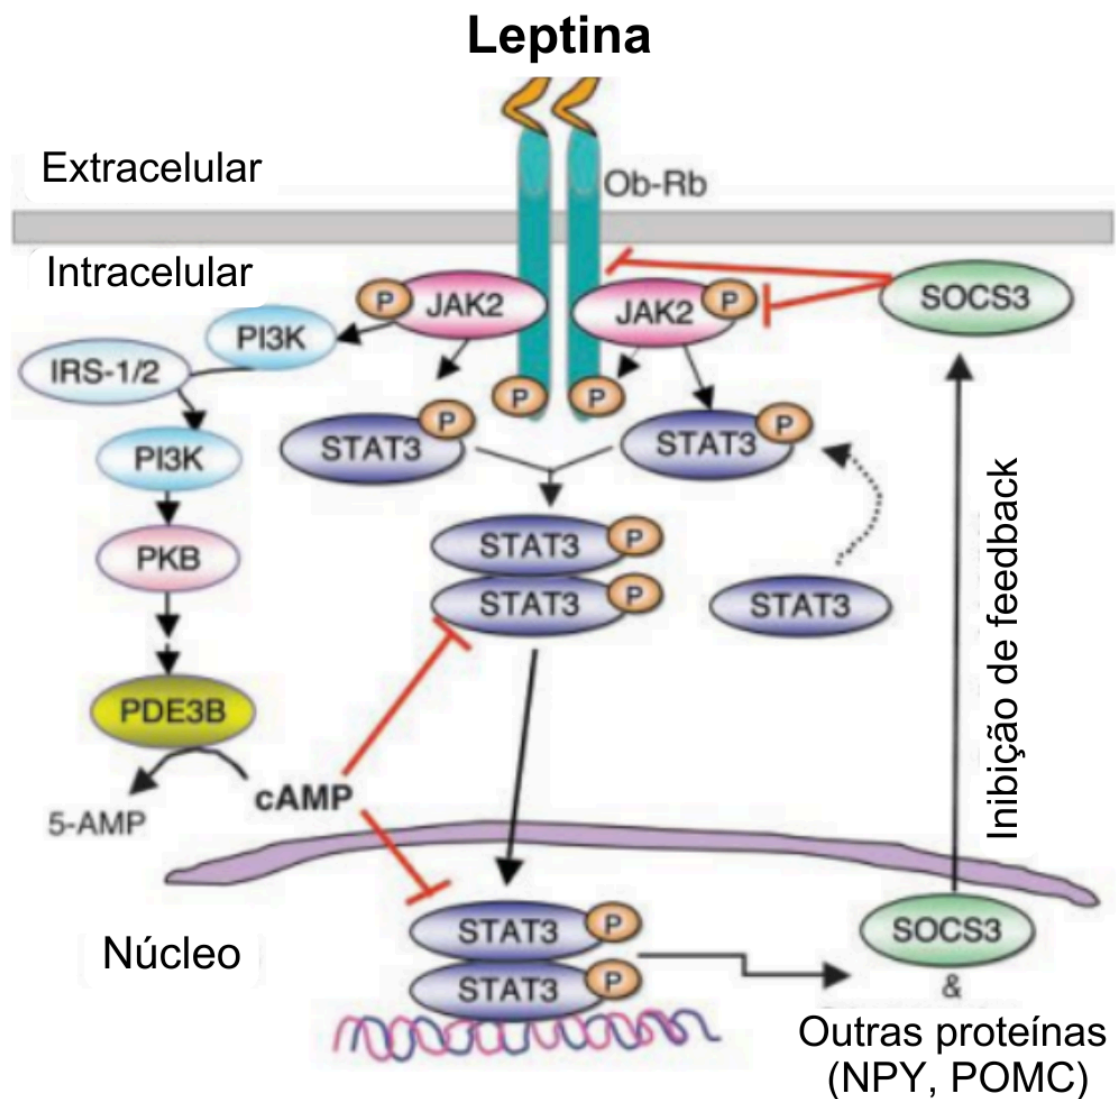 Leptina
Extracelular
Ob-Rb
Intracelular
P
JAK2
JAK2
P
SOCS3
PI3K
IRS-1/2
P
P
P
STAT3
P
STAT3
PI3K
STAT3
P
STAT3
P
PKB
STAT3
Inibição de feedback
PDE3B
cAMP
5-AMP
Núcleo
STAT3
P
STAT3
P
SOCS3
&
Outras proteínas
(NPY, POMC)